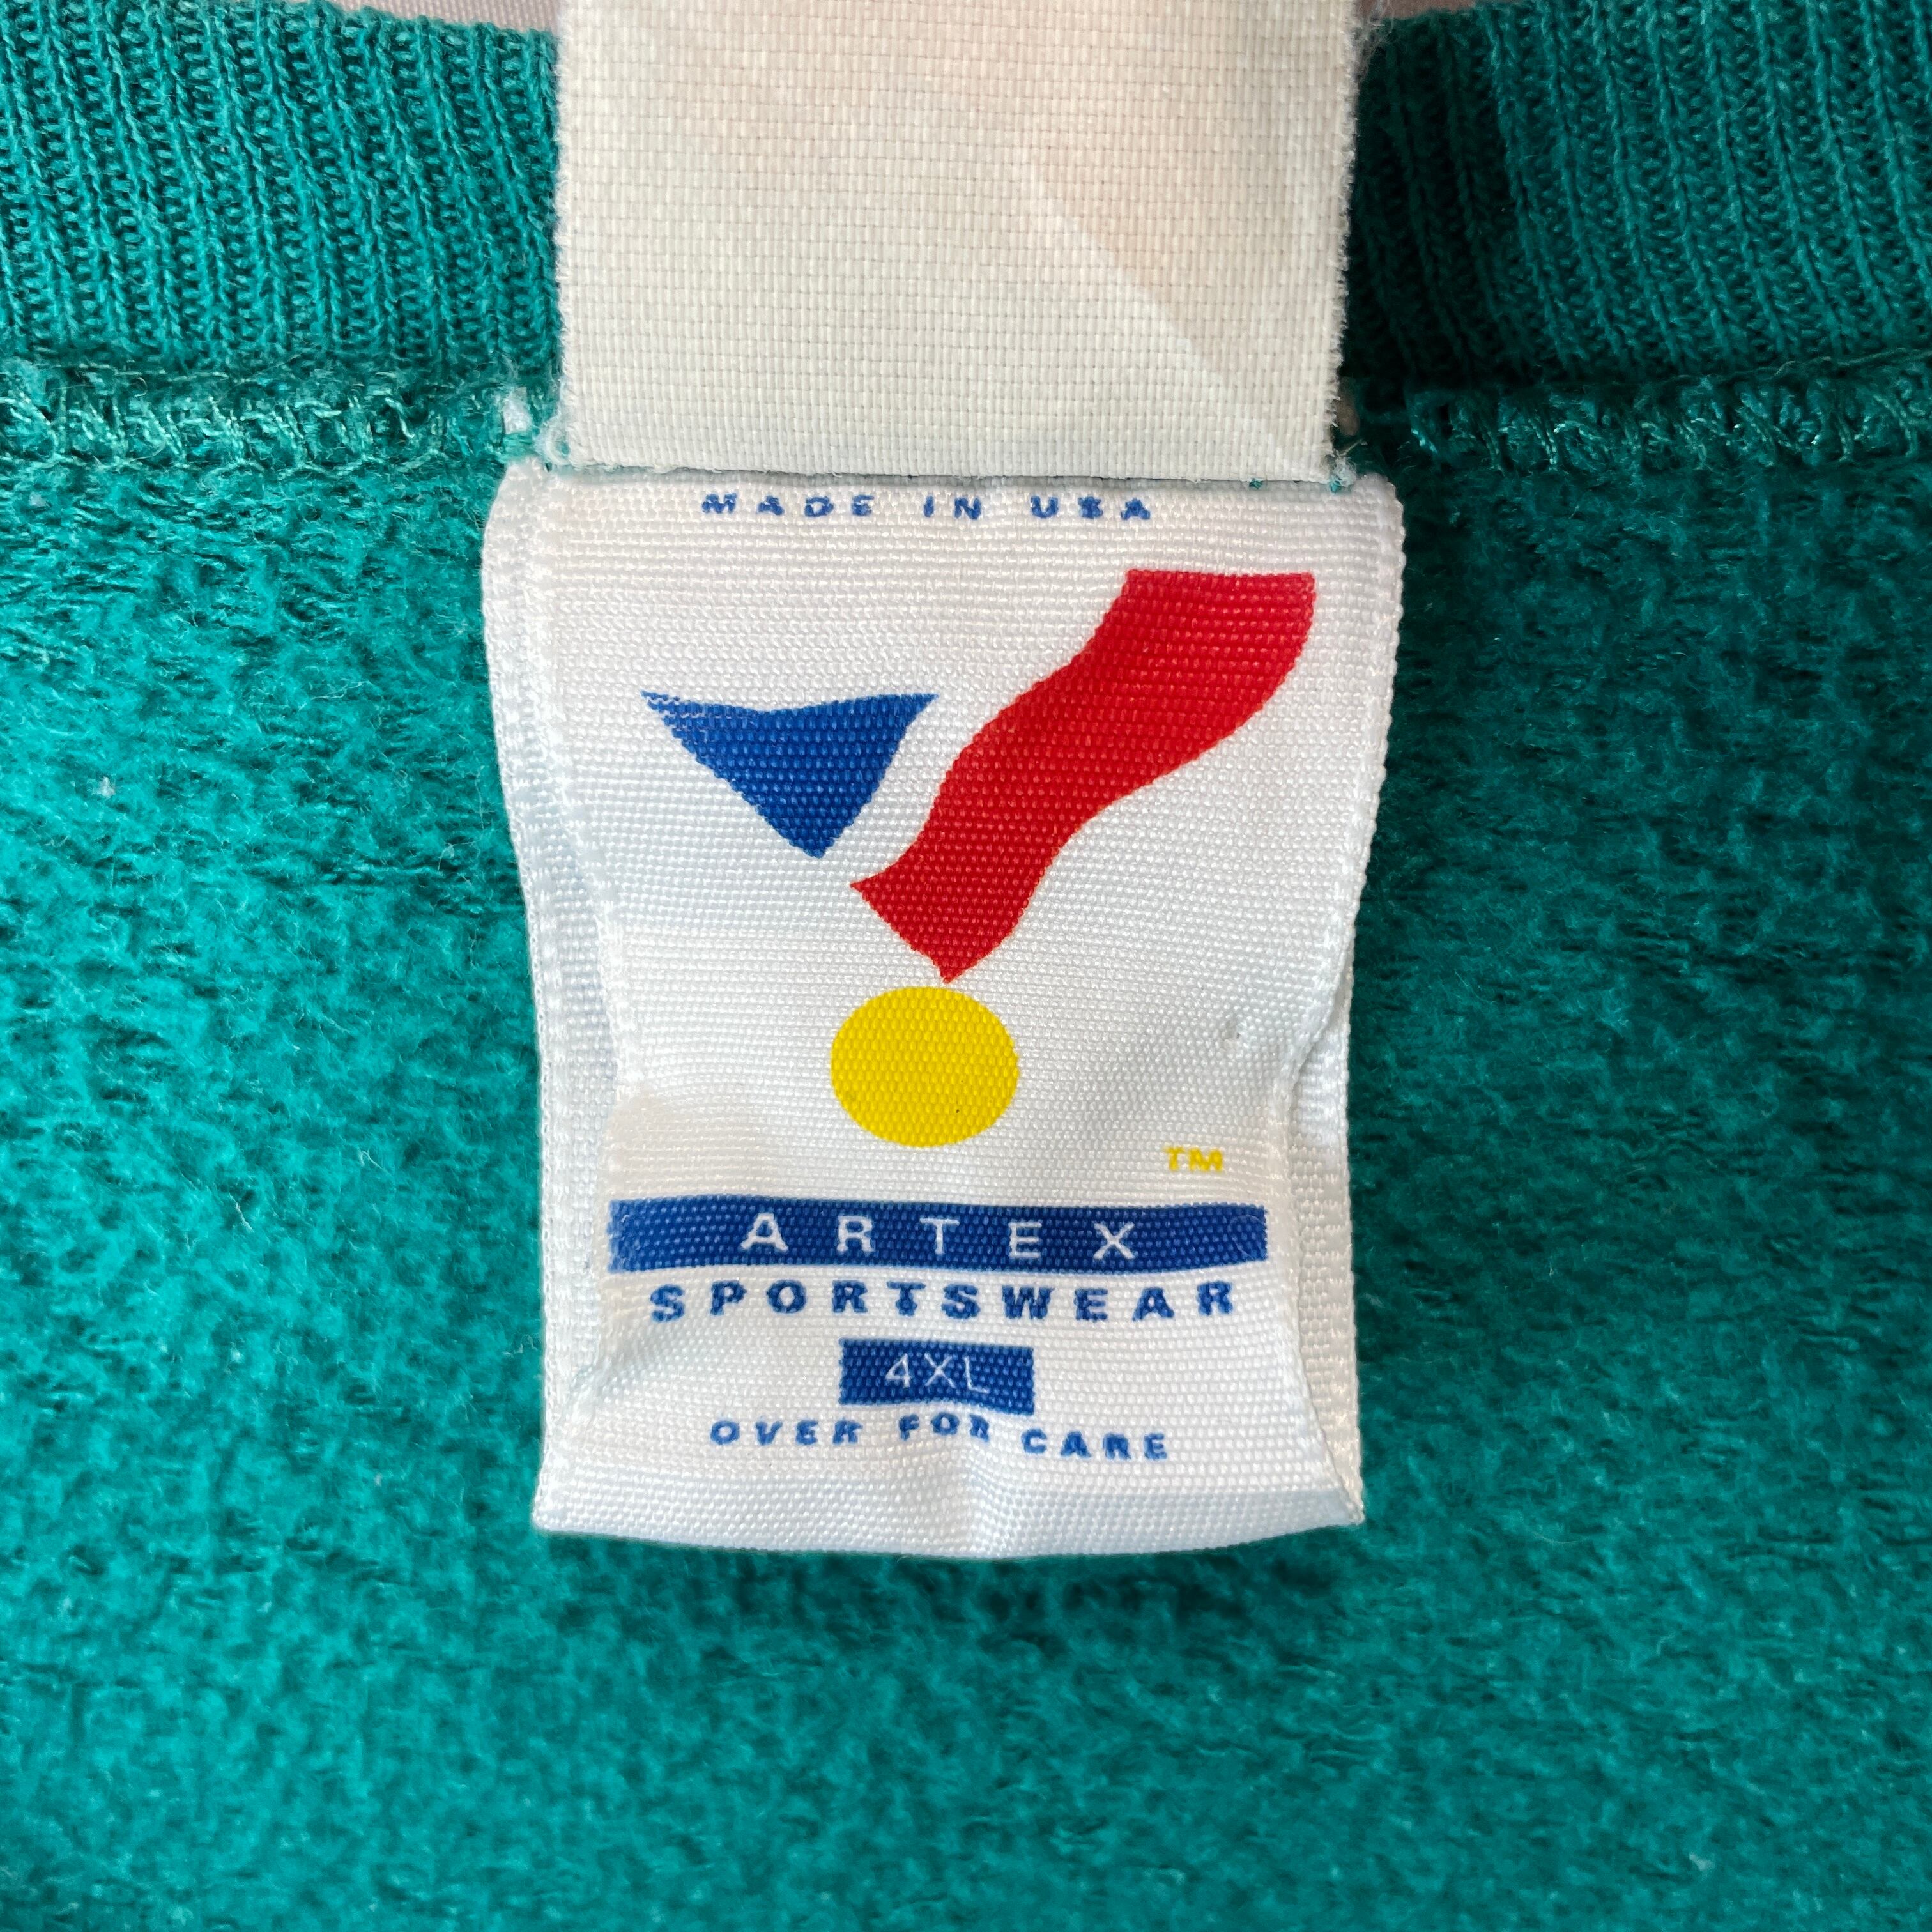 MADE IN USA
TM
ARTEX
SPORTSWEAR
4XL
OVER FOR CARE